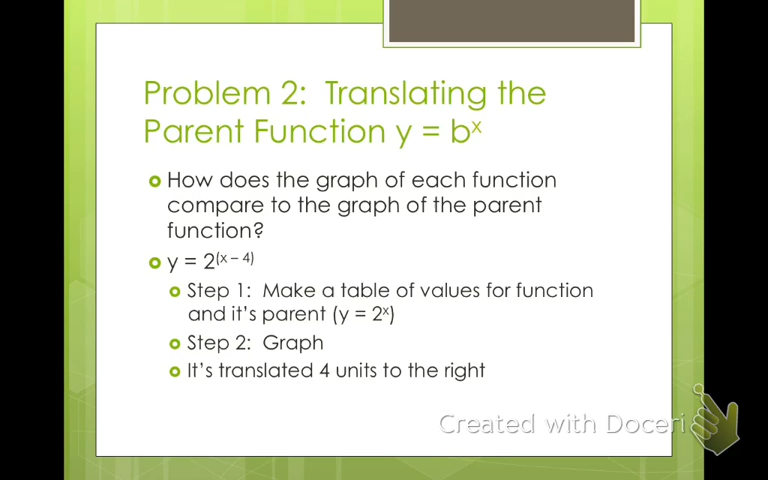 Problem 2: Translating the
Parent Function y = bˣ
How does the graph of each function
compare to the graph of the parent
function?
y = 2⁽ˣ ⁻ ⁴⁾
Step 1: Make a table of values for function
and it's parent (y = 2ˣ)
Step 2: Graph
It's translated 4 units to the right
Created with Doceri